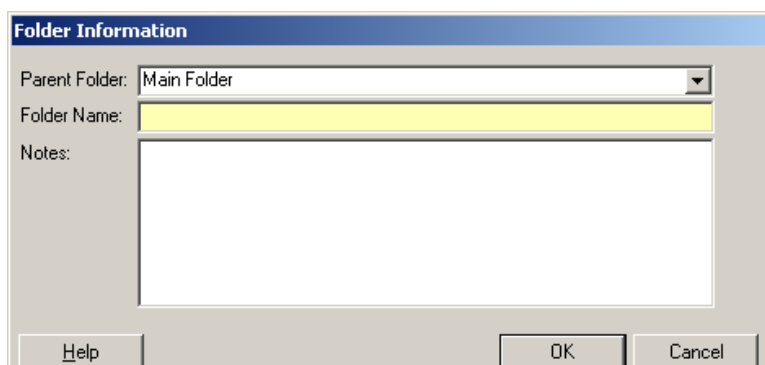 Folder Information
Parent Folder: Main Folder
Folder Name:
Notes:
Help OK Cancel